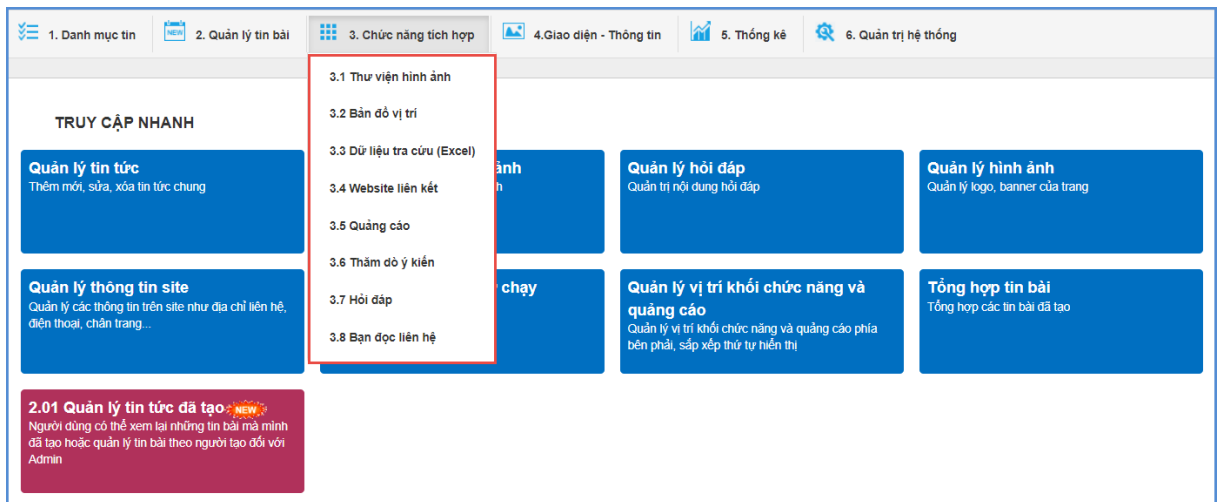 1. Danh mục tin
NEW
2. Quản lý tin bài
3. Chức năng tích hợp
4.Giao diện - Thông tin
5. Thống kê
6. Quản trị hệ thống
3.1 Thư viện hình ảnh
3.2 Bản đồ vị trí
3.3 Dữ liệu tra cứu (Excel)
3.4 Website liên kết
3.5 Quảng cáo
3.6 Thăm dò ý kiến
3.7 Hỏi đáp
3.8 Bạn đọc liên hệ
TRUY CẬP NHANH
Quản lý tin tức
Thêm mới, sửa, xóa tin tức chung
ảnh
h
Quản lý hỏi đáp
Quản trị nội dung hỏi đáp
Quản lý hình ảnh
Quản lý logo, banner của trang
Quản lý thông tin site
Quản lý các thông tin trên site như địa chỉ liên hệ,
điện thoại, chân trang...
chạy
Quản lý vị trí khối chức năng và
quảng cáo
Quản lý vị trí khối chức năng và quảng cáo phía
bên phải, sắp xếp thứ tự hiển thị
Tổng hợp tin bài
Tổng hợp các tin bài đã tạo
2.01 Quản lý tin tức đã tạo NEW
Người dùng có thể xem lại những tin bài mà mình
đã tạo hoặc quản lý tin bài theo người tạo đối với
Admin